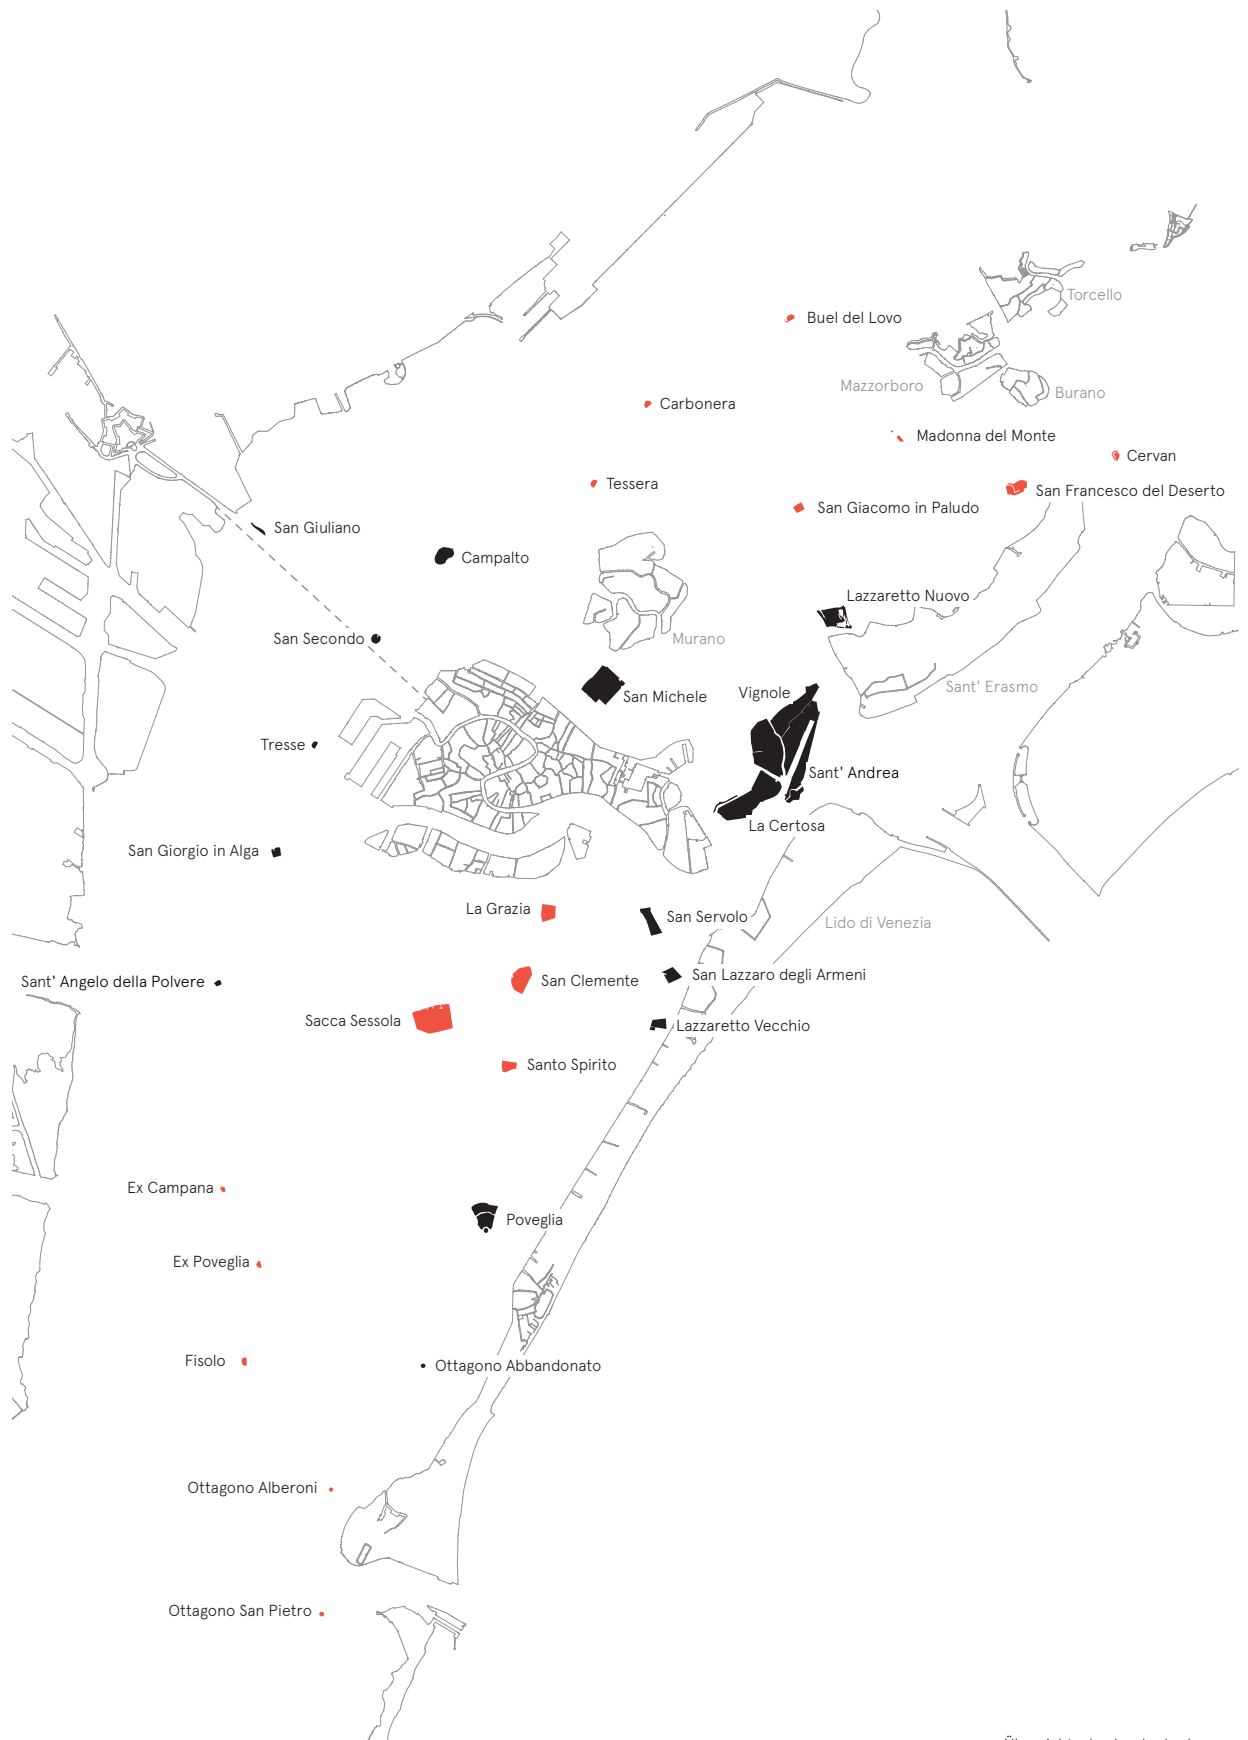 Torcello
Buel del Lovo
Mazzorboro
Burano
Carbonera
Madonna del Monte
Cervan
Tessera
San Francesco del Deserto
San Giacomo in Paludo
San Giuliano
Campalto
Lazzaretto Nuovo
San Secondo
Murano
Sant' Erasmo
San Michele
Vignole
Tresse
Sant' Andrea
La Certosa
San Giorgio in Alga
La Grazia
San Servolo
Lido di Venezia
Sant' Angelo della Polvere
San Clemente
San Lazzaro degli Armeni
Sacca Sessola
Lazzaretto Vecchio
Santo Spirito
Ex Campana
Poveglia
Ex Poveglia
Fisolo
Ottagono Abbandonato
Ottagono Alberoni
Ottagono San Pietro